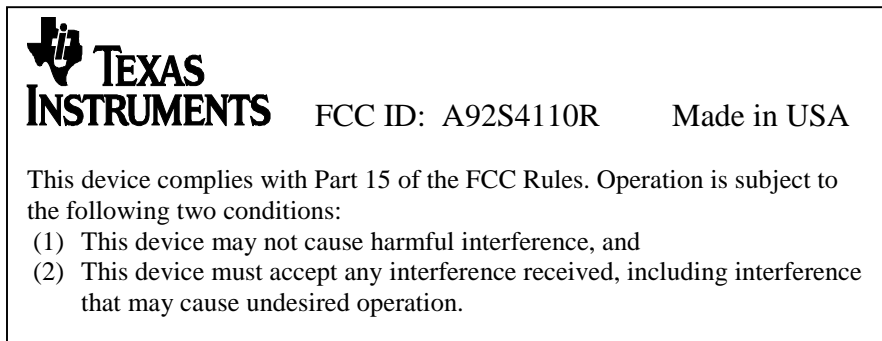 TEXAS
INSTRUMENTS FCC ID: A92S4110R Made in USA
This device complies with Part 15 of the FCC Rules. Operation is subject to
the following two conditions:
(1) This device may not cause harmful interference, and
(2) This device must accept any interference received, including interference
that may cause undesired operation.